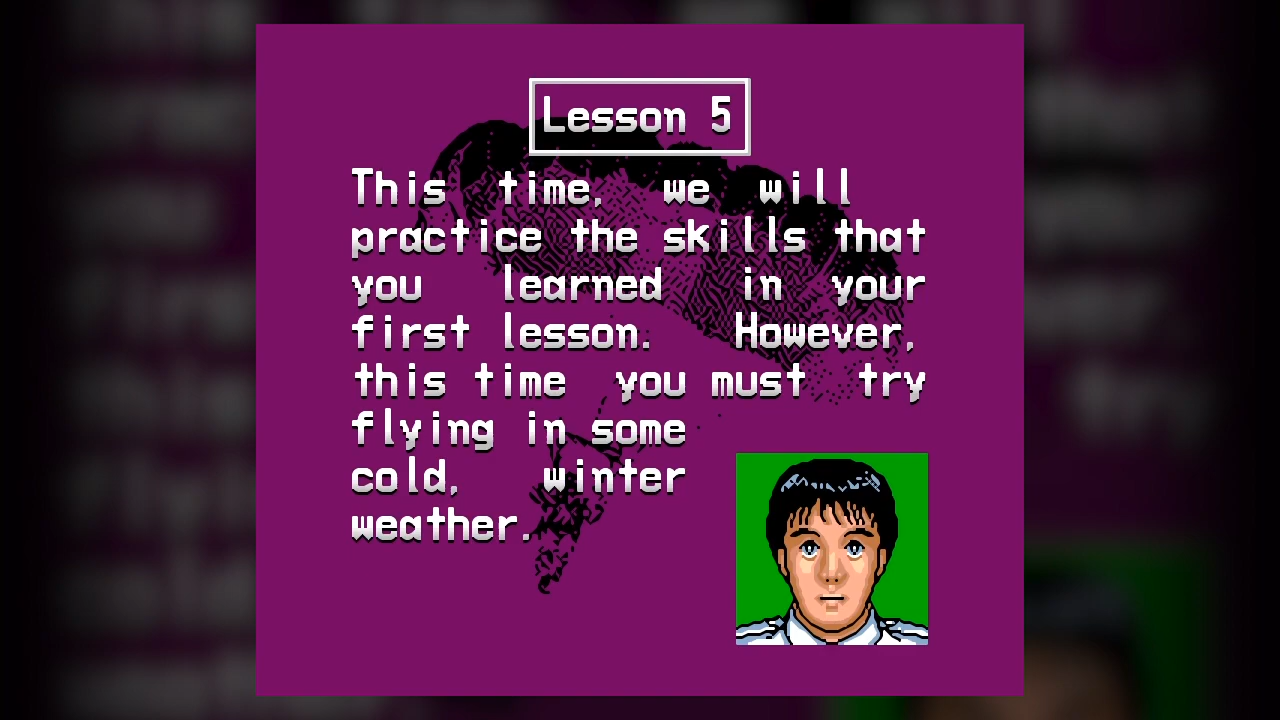 Lesson 5
This time, we will
practice the skills that
you learned in your
first lesson. However,
this time you must try
flying in some
cold, winter
weather.